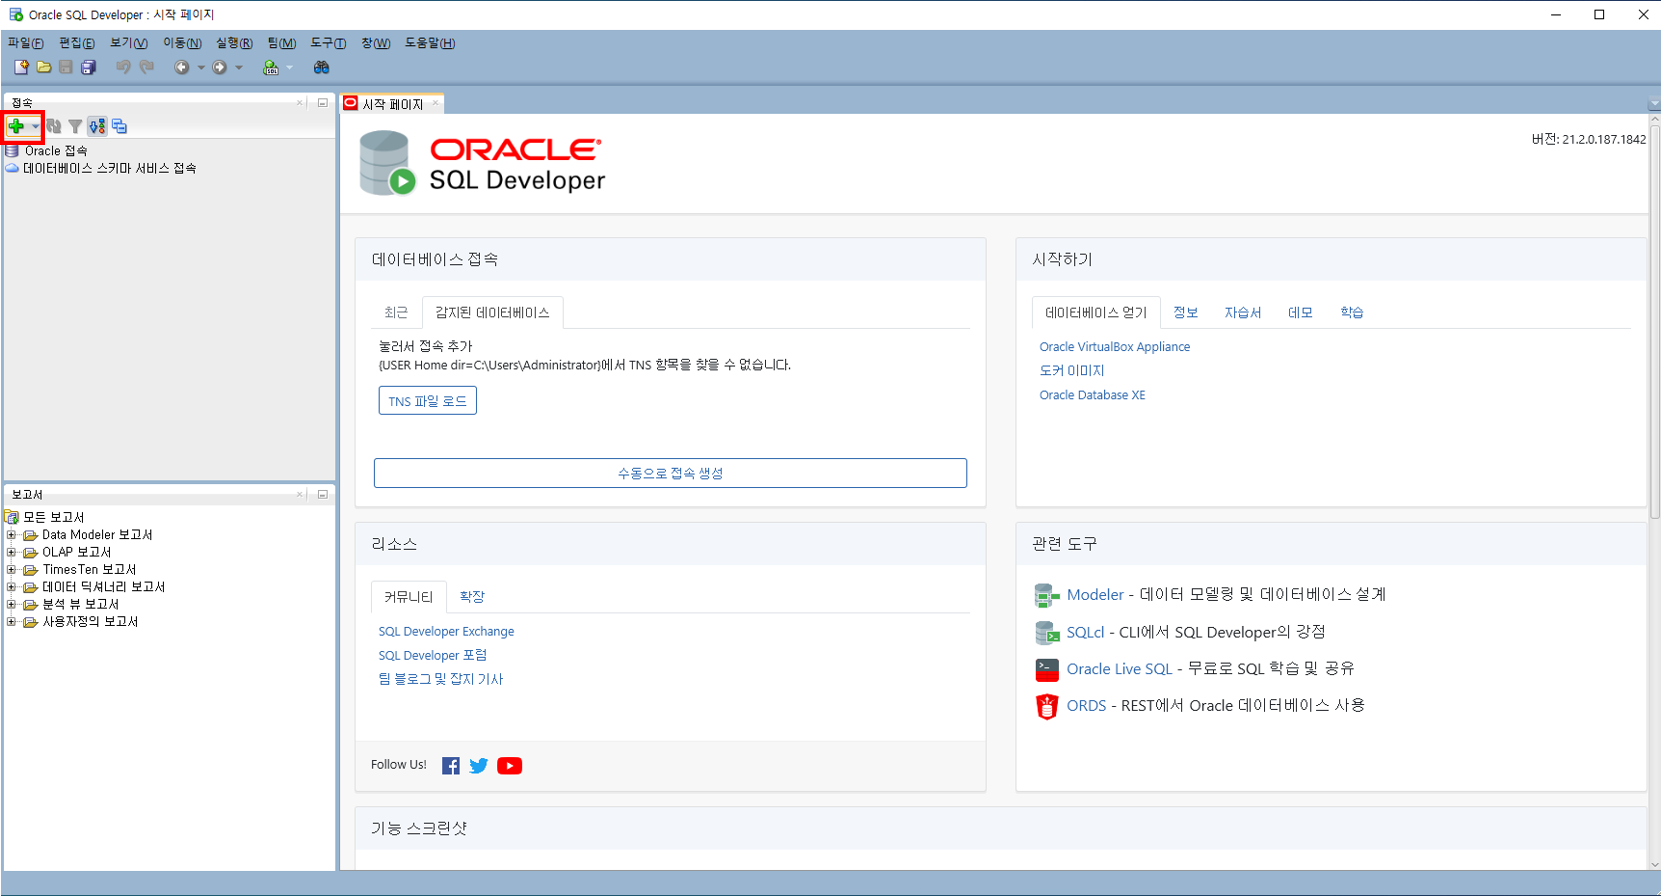 Oracle SQL Developer : 시작 페이지
파일(F) 편집(E) 보기(V) 이동(N) 실행(R) 팀(M) 도구(T) 창(W) 도움말(H)
접속
Oracle 접속
데이터베이스 스키마 서비스 접속
보고서
모든 보고서
Data Modeler 보고서
OLAP 보고서
TimesTen 보고서
데이터 딕셔너리 보고서
분석 뷰 보고서
사용자정의 보고서
시작 페이지
ORACLE
SQL Developer
버전: 21.2.0.187.1842
데이터베이스 접속
최근 감지된 데이터베이스
눌러서 접속 추가
{USER Home dir=C:\Users\Administrator}에서 TNS 항목을 찾을 수 없습니다.
TNS 파일 로드
수동으로 접속 생성
시작하기
데이터베이스 얻기 정보 자습서 데모 학습
Oracle VirtualBox Appliance
도커 이미지
Oracle Database XE
리소스
커뮤니티 확장
SQL Developer Exchange
SQL Developer 포럼
팀 블로그 및 잡지 기사
Follow Us!
관련 도구
Modeler - 데이터 모델링 및 데이터베이스 설계
SQLcl - CLI에서 SQL Developer의 강점
Oracle Live SQL - 무료로 SQL 학습 및 공유
ORDS - REST에서 Oracle 데이터베이스 사용
기능 스크린샷